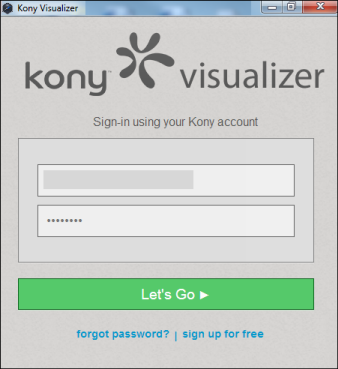 Kony Visualizer
kony visualizer
Sign-in using your Kony account
••••••••
Let's Go ►
forgot password? | sign up for free